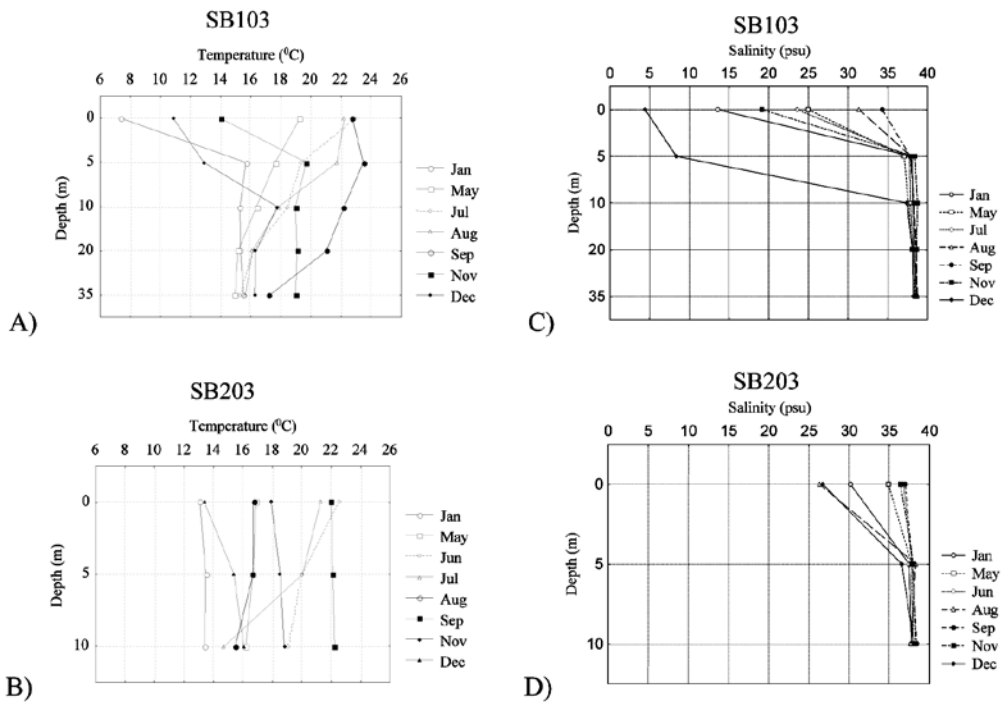 SB103
Temperature (⁰C)
6 8 10 12 14 16 18 20 22 24 26
0
5
10
20
35
Depth (m)
Jan
May
Jul
Aug
Sep
Nov
Dec
A)
SB103
Salinity (psu)
0 5 10 15 20 25 30 35 40
0
5
10
20
35
Depth (m)
Jan
May
Jul
Aug
Sep
Nov
Dec
C)
SB203
Temperature (⁰C)
6 8 10 12 14 16 18 20 22 24 26
0
5
10
Depth (m)
Jan
May
Jun
Jul
Aug
Sep
Nov
Dec
B)
SB203
Salinity (psu)
0 5 10 15 20 25 30 35 40
0
5
10
Depth (m)
Jan
May
Jun
Aug
Sep
Nov
Dec
D)